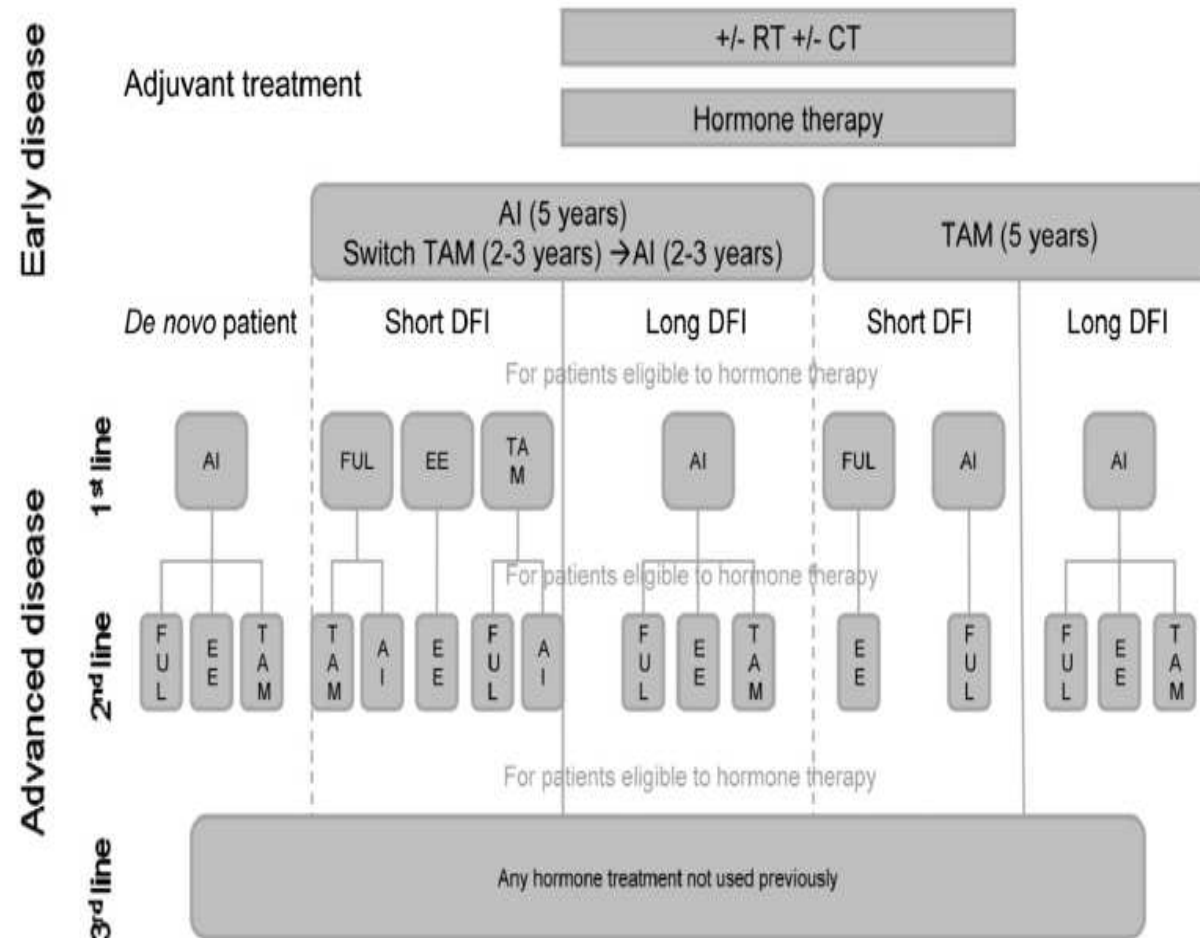 Early disease
+/- RT +/- CT
Adjuvant treatment
Hormone therapy
AI (5 years)
Switch TAM (2-3 years) →AI (2-3 years)
TAM (5 years)
De novo patient
Short DFI
Long DFI
Short DFI
Long DFI
For patients eligible to hormone therapy
Advanced disease
1st line
AI
FUL
EE
TA
M
AI
FUL
AI
AI
For patients eligible to hormone therapy
2nd line
F
U
L
E
E
T
A
M
T
A
M
A
I
E
E
F
U
L
A
I
F
U
L
E
E
T
A
M
E
E
F
U
L
F
U
L
E
E
T
A
M
For patients eligible to hormone therapy
3rd line
Any hormone treatment not used previously